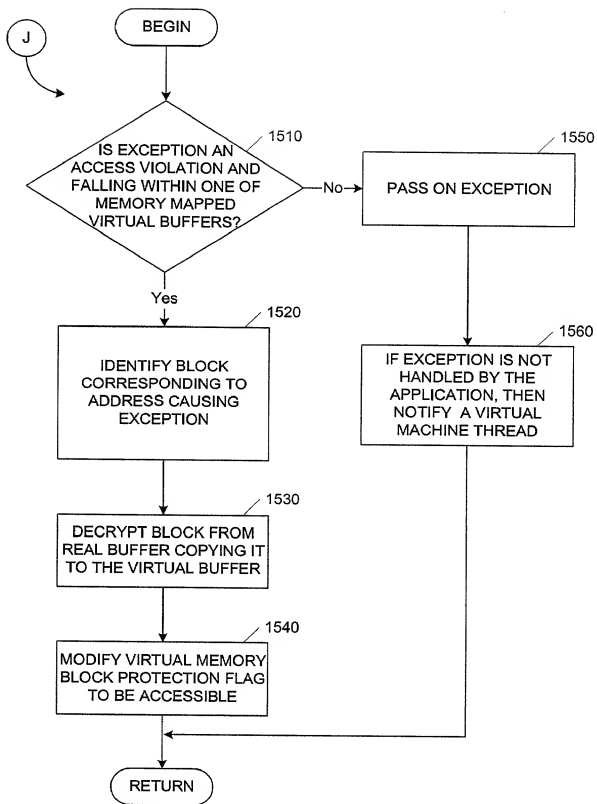 J
BEGIN
1510
IS EXCEPTION AN
ACCESS VIOLATION AND
FALLING WITHIN ONE OF
MEMORY MAPPED
VIRTUAL BUFFERS?
No
1550
PASS ON EXCEPTION
Yes
1520
IDENTIFY BLOCK
CORRESPONDING TO
ADDRESS CAUSING
EXCEPTION
1560
IF EXCEPTION IS NOT
HANDLED BY THE
APPLICATION, THEN
NOTIFY A VIRTUAL
MACHINE THREAD
1530
DECRYPT BLOCK FROM
REAL BUFFER COPYING IT
TO THE VIRTUAL BUFFER
1540
MODIFY VIRTUAL MEMORY
BLOCK PROTECTION FLAG
TO BE ACCESSIBLE
RETURN